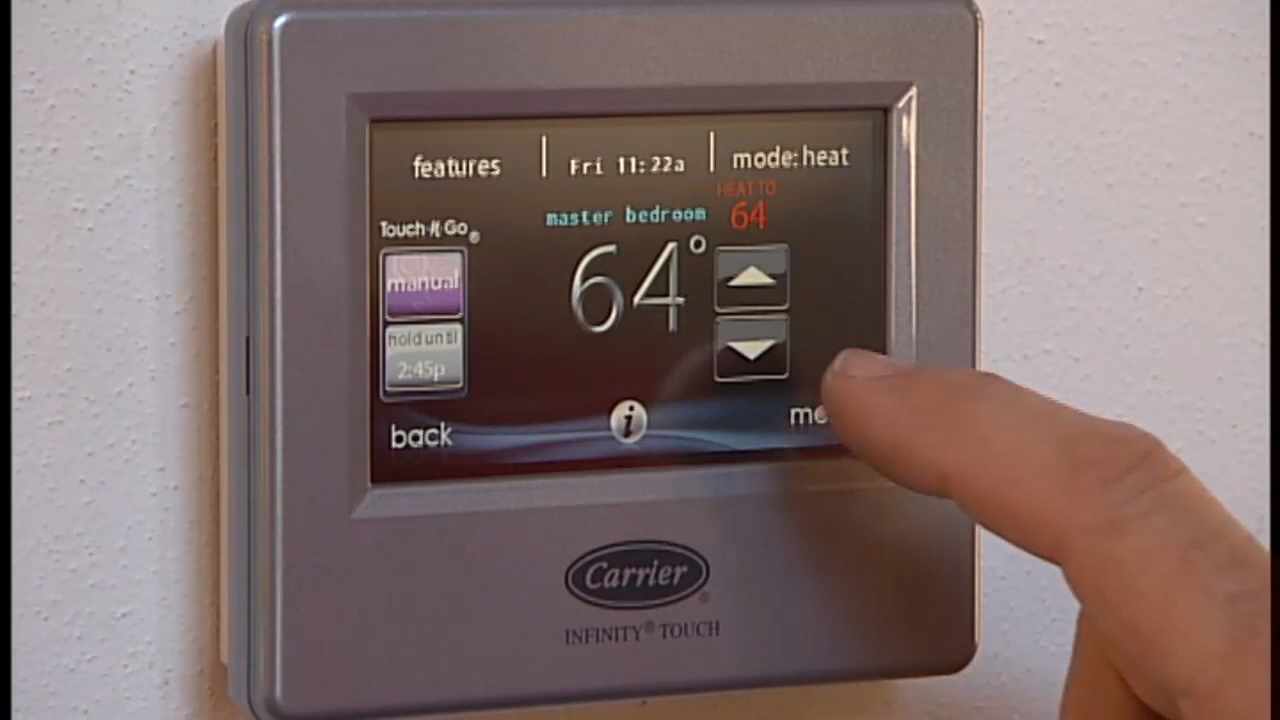 features
Fri 11:22a
mode: heat
HEAT TO
64
master bedroom
Touch-N-Go®
64°
manual
hold until
2:45p
back
i
Carrier®
INFINITY® TOUCH